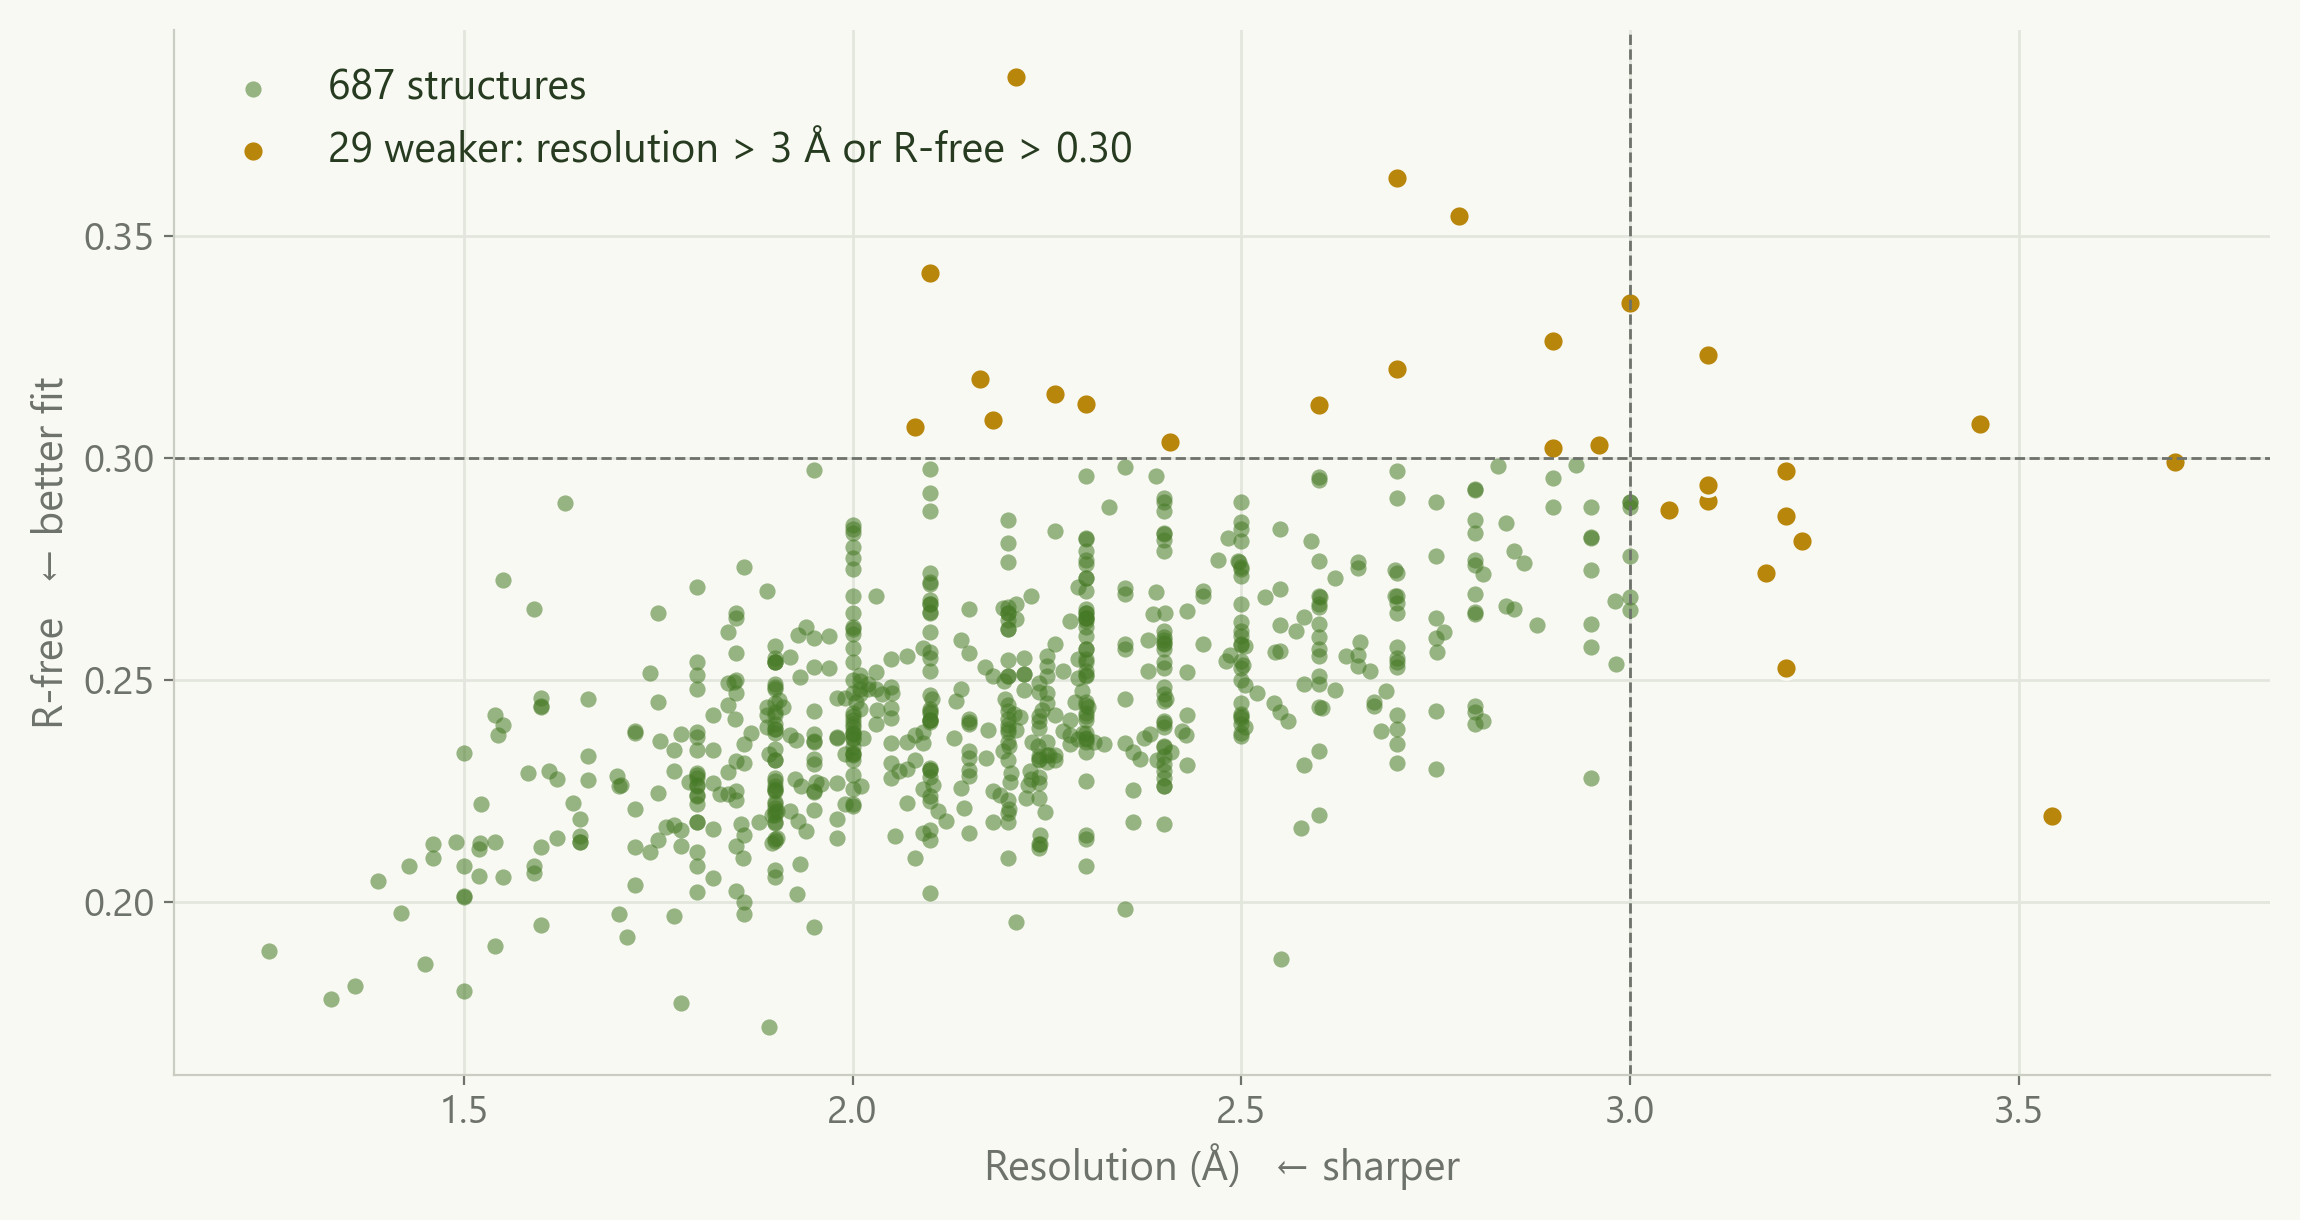 687 structures
29 weaker: resolution > 3 Å or R-free > 0.30
0.35
0.30
0.25
0.20
R-free ← better fit
1.5
2.0
2.5
3.0
3.5
Resolution (Å) ← sharper